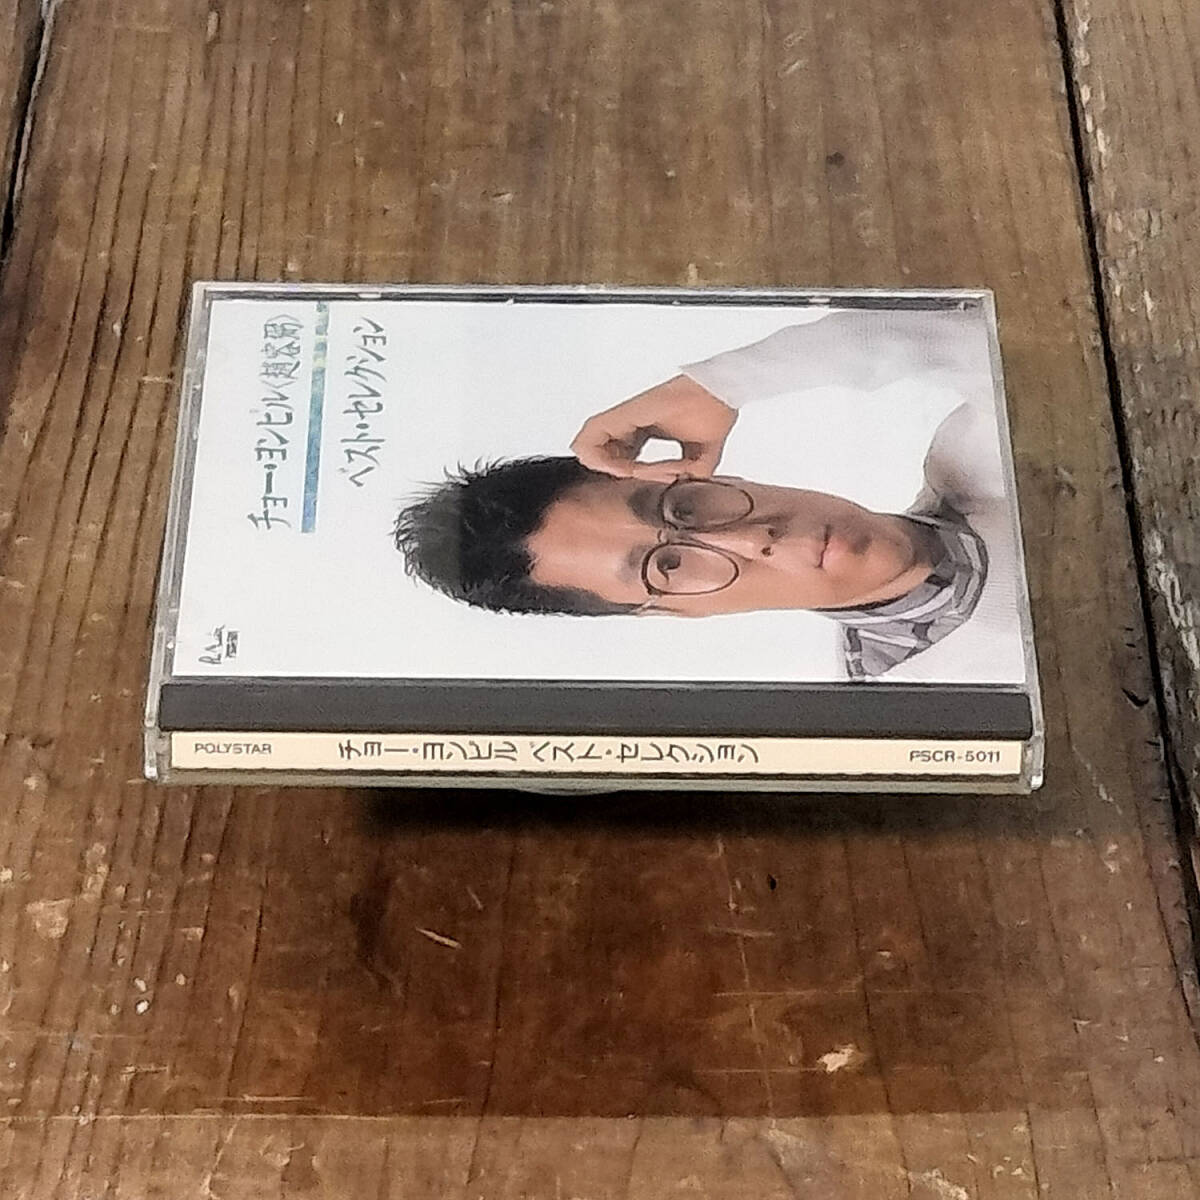 チョー・ヨンピル〈趙容弼〉
ベスト・セレクション
POLYSTAR
チョー・ヨンピル ベスト・セレクション
PSCR-5011